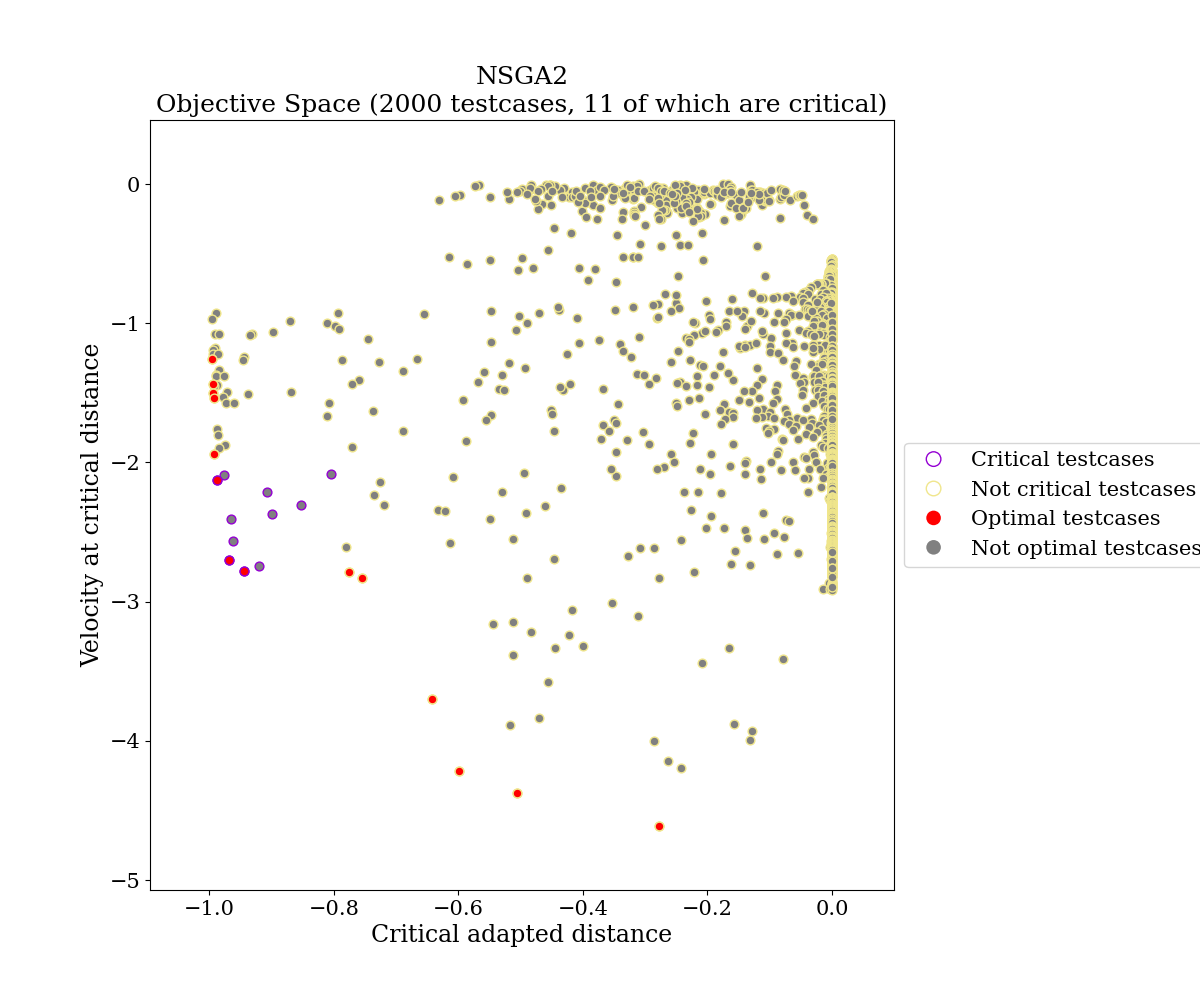 NSGA2
Objective Space (2000 testcases, 11 of which are critical)
0
−1
−2
−3
−4
−5
Velocity at critical distance
−1.0 −0.8 −0.6 −0.4 −0.2 0.0
Critical adapted distance
Critical testcases
Not critical testcases
Optimal testcases
Not optimal testcases